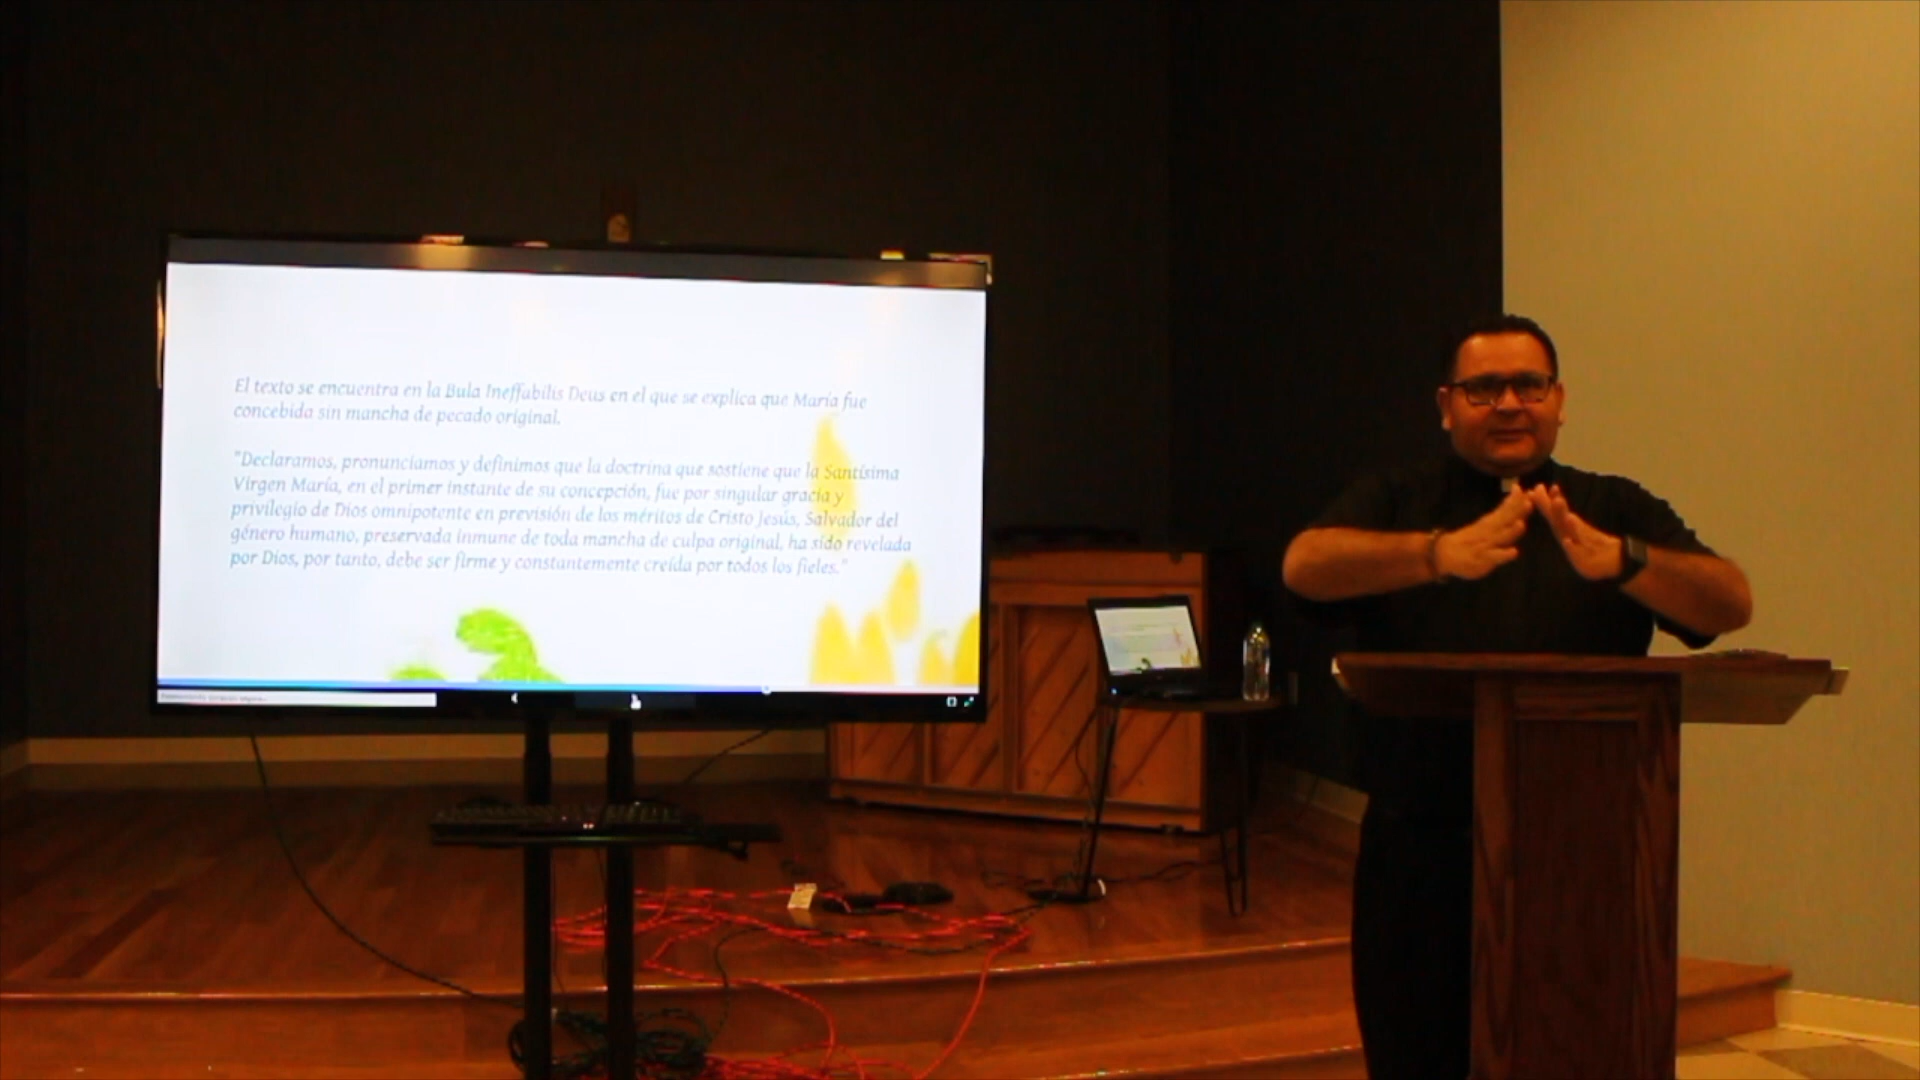 El texto se encuentra en la Bula Ineffabilis Deus en el que se explica que María fue
concebida sin mancha de pecado original.
"Declaramos, pronunciamos y definimos que la doctrina que sostiene que la Santísima
Virgen María, en el primer instante de su concepción, fue por singular gracia y
privilegio de Dios omnipotente en previsión de los méritos de Cristo Jesús, Salvador del
género humano, preservada inmune de toda mancha de culpa original, ha sido revelada
por Dios, por tanto, debe ser firme y constantemente creída por todos los fieles."